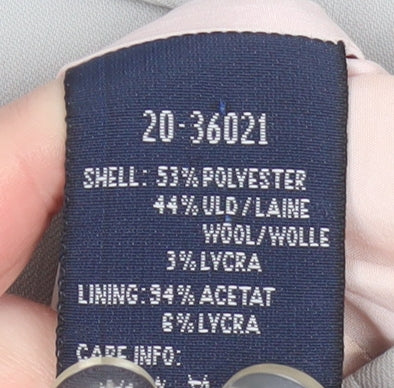 20-36021
SHELL: 53% POLYESTER
44% ULD/LAINE
WOOL/WOLLE
3% LYCRA
LINING: 94% ACETAT
6% LYCRA
CARE INFO: